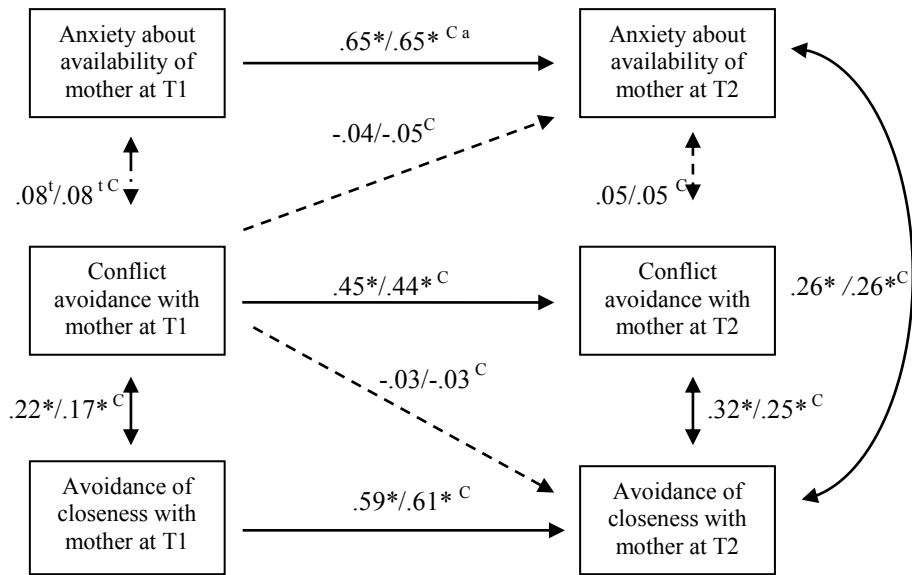 Anxiety about
availability of
mother at T1
.65*/.65* C a
Anxiety about
availability of
mother at T2
-.04/-.05C
.08t/.08 t C
.05/.05 C
Conflict
avoidance with
mother at T1
.45*/.44* C
Conflict
avoidance with
mother at T2
.26* /.26*C
-.03/-.03 C
.22*/.17* C
.32*/.25* C
Avoidance of
closeness with
mother at T1
.59*/.61* C
Avoidance of
closeness with
mother at T2